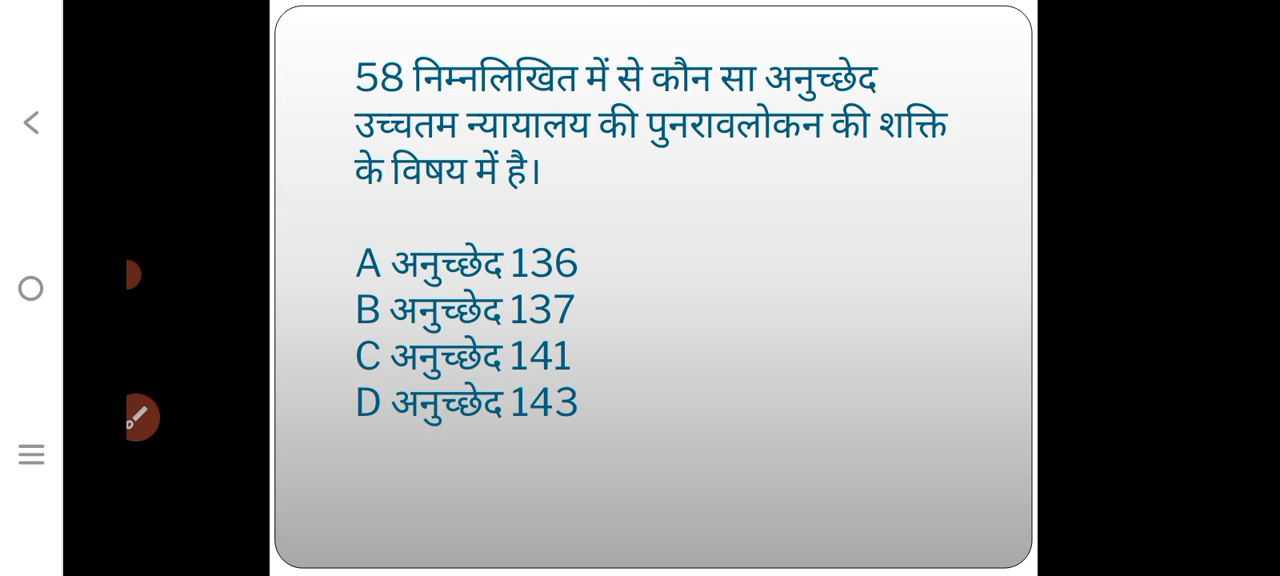 58 निम्नलिखित में से कौन सा अनुच्छेद
उच्चतम न्यायालय की पुनरावलोकन की शक्ति
के विषय में है।
A अनुच्छेद 136
B अनुच्छेद 137
C अनुच्छेद 141
D अनुच्छेद 143